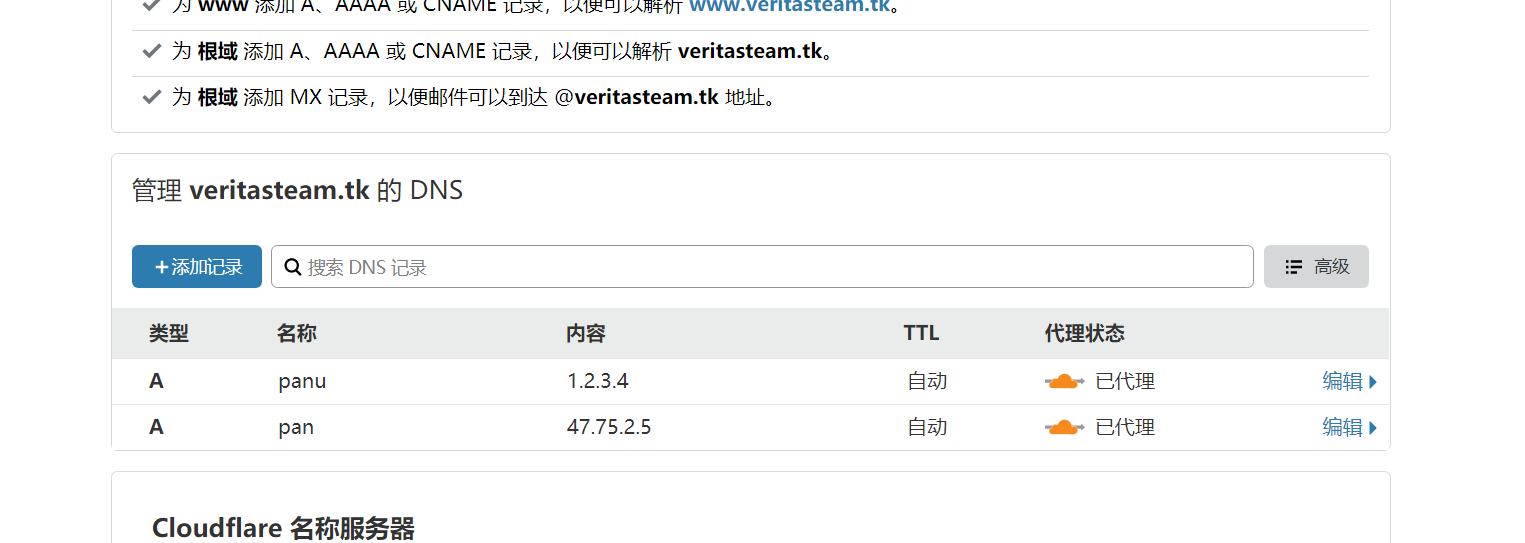 为 www 添加 A、AAAA 或 CNAME 记录，以便可以解析 www.veritasteam.tk。
为 根域 添加 A、AAAA 或 CNAME 记录，以便可以解析 veritasteam.tk。
为 根域 添加 MX 记录，以便邮件可以到达 @veritasteam.tk 地址。
管理 veritasteam.tk 的 DNS
+添加记录 搜索 DNS 记录 高级
类型 名称 内容 TTL 代理状态
A panu 1.2.3.4 自动 已代理 编辑
A pan 47.75.2.5 自动 已代理 编辑
Cloudflare 名称服务器